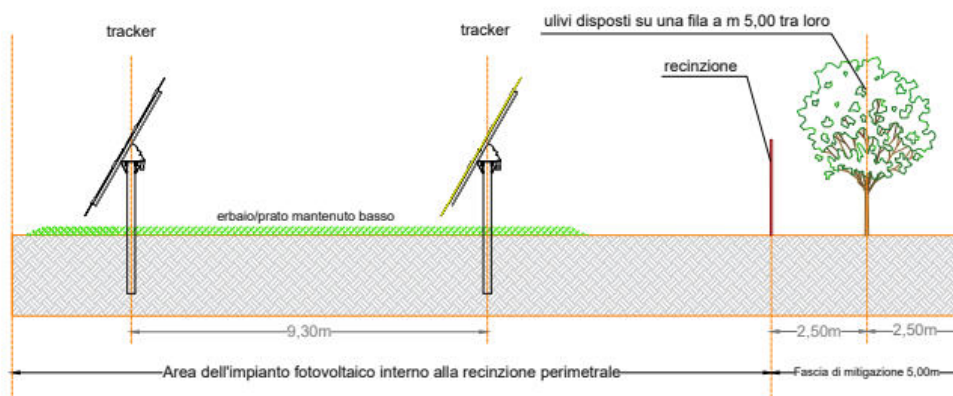 ulivi disposti su una fila a m 5,00 tra loro
tracker
tracker
recinzione
erbaio/prato mantenuto basso
9,30m
2,50m
2,50m
Area dell'impianto fotovoltaico interno alla recinzione perimetrale
Fascia di mitigazione 5,00m